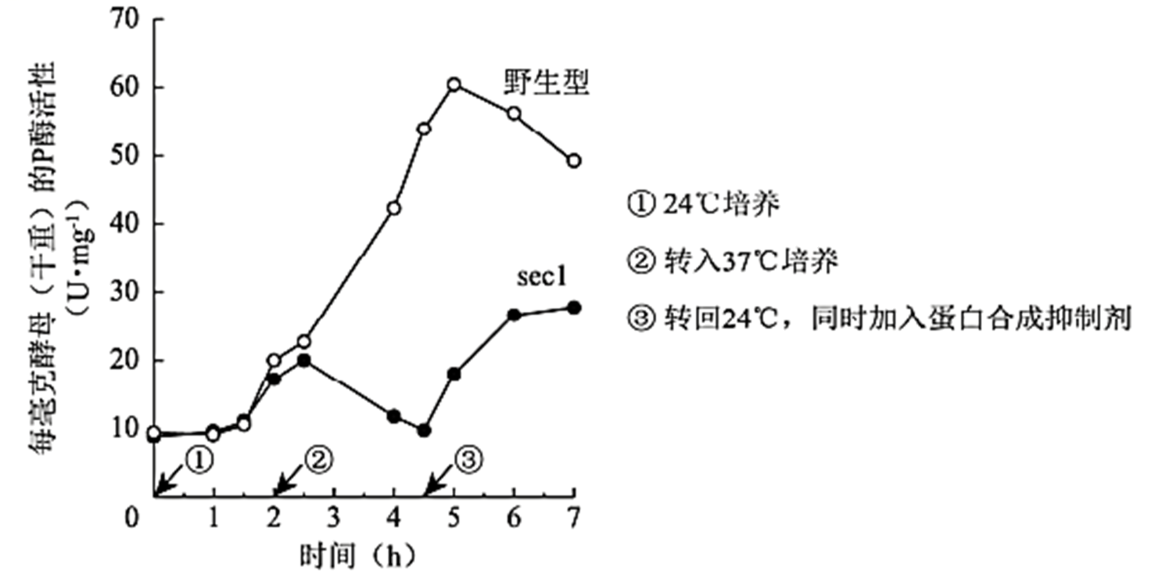 每毫克酵母（干重）的P酶活性
（U·mg⁻¹）
70
60
50
40
30
20
10
0
1
2
3
4
5
6
7
时间（h）
野生型
sec1
①
②
③
① 24℃培养
② 转入37℃培养
③ 转回24℃，同时加入蛋白合成抑制剂